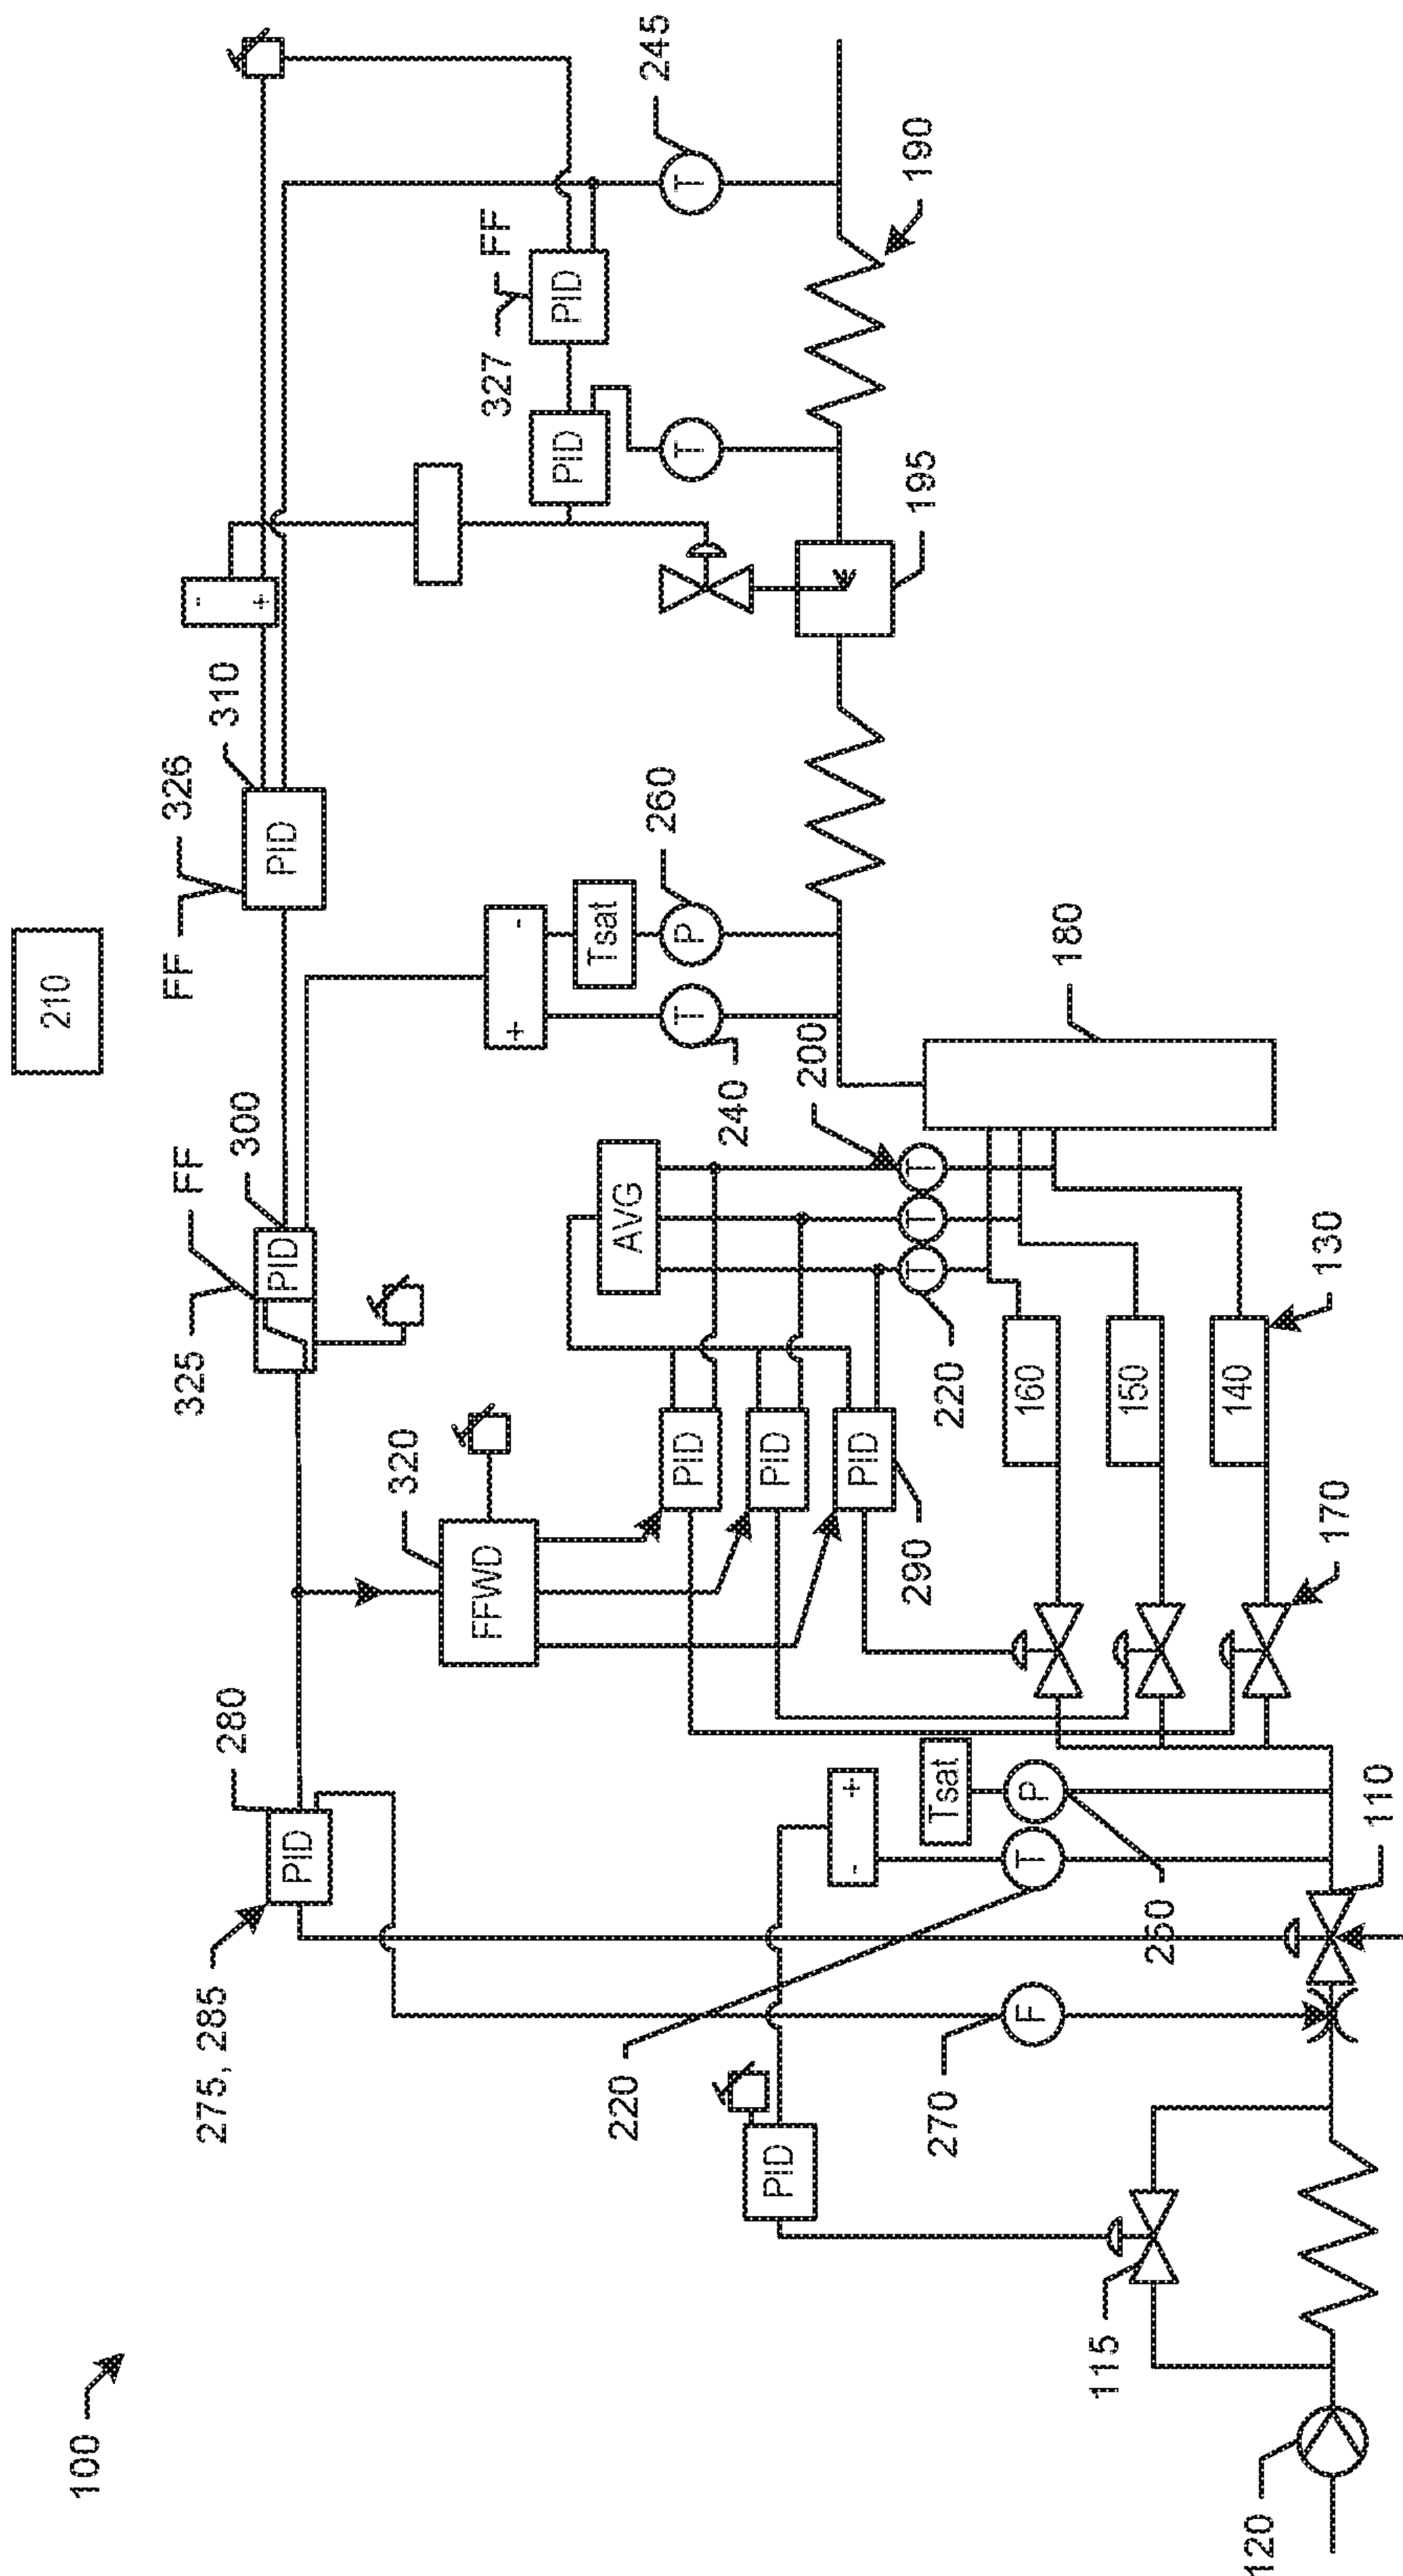 210
100
FF
326
325
FF
-
+
275, 285
280
300
310
PID
PID
PID
320
FFWD
327
FF
+
-
PID
PID
Tsat
AVG
220
260
245
PID
T
P
T
T
240
PID
PID
200
-
+
PID
290
220
195
190
T
T
T
270
Tsat
F
T
P
160
180
115
250
150
140
120
110
170
130